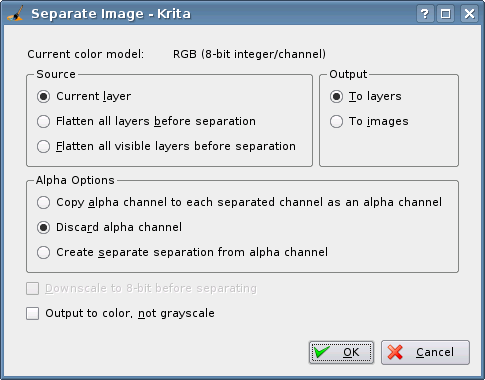 Separate Image - Krita
Current color model: RGB (8-bit integer/channel)
Source
Current layer
Flatten all layers before separation
Flatten all visible layers before separation
Output
To layers
To images
Alpha Options
Copy alpha channel to each separated channel as an alpha channel
Discard alpha channel
Create separate separation from alpha channel
Downscale to 8-bit before separating
Output to color, not grayscale
OK
Cancel